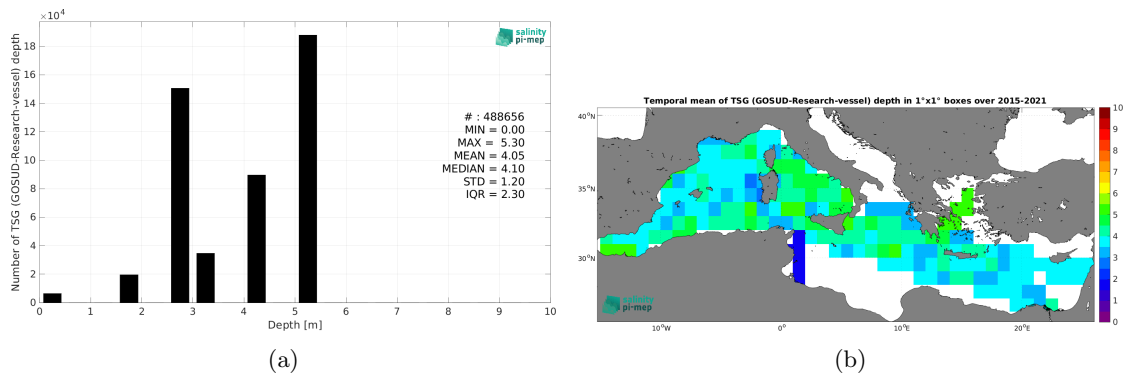 ×10⁴
18
16
14
12
10
8
6
4
2
0
Number of TSG (GOSUD-Research-vessel) depth
salinity
pi-mep
# : 488656
MIN = 0.00
MAX = 5.30
MEAN = 4.05
MEDIAN = 4.10
STD = 1.20
IQR = 2.30
0 1 2 3 4 5 6 7 8 9 10
Depth [m]
(a)
Temporal mean of TSG (GOSUD-Research-vessel) depth in 1°x1° boxes over 2015-2021
40°N
35°N
30°N
salinity
pi-mep
10°W 0° 10°E 20°E
10
9
8
7
6
5
4
3
2
1
0
(b)